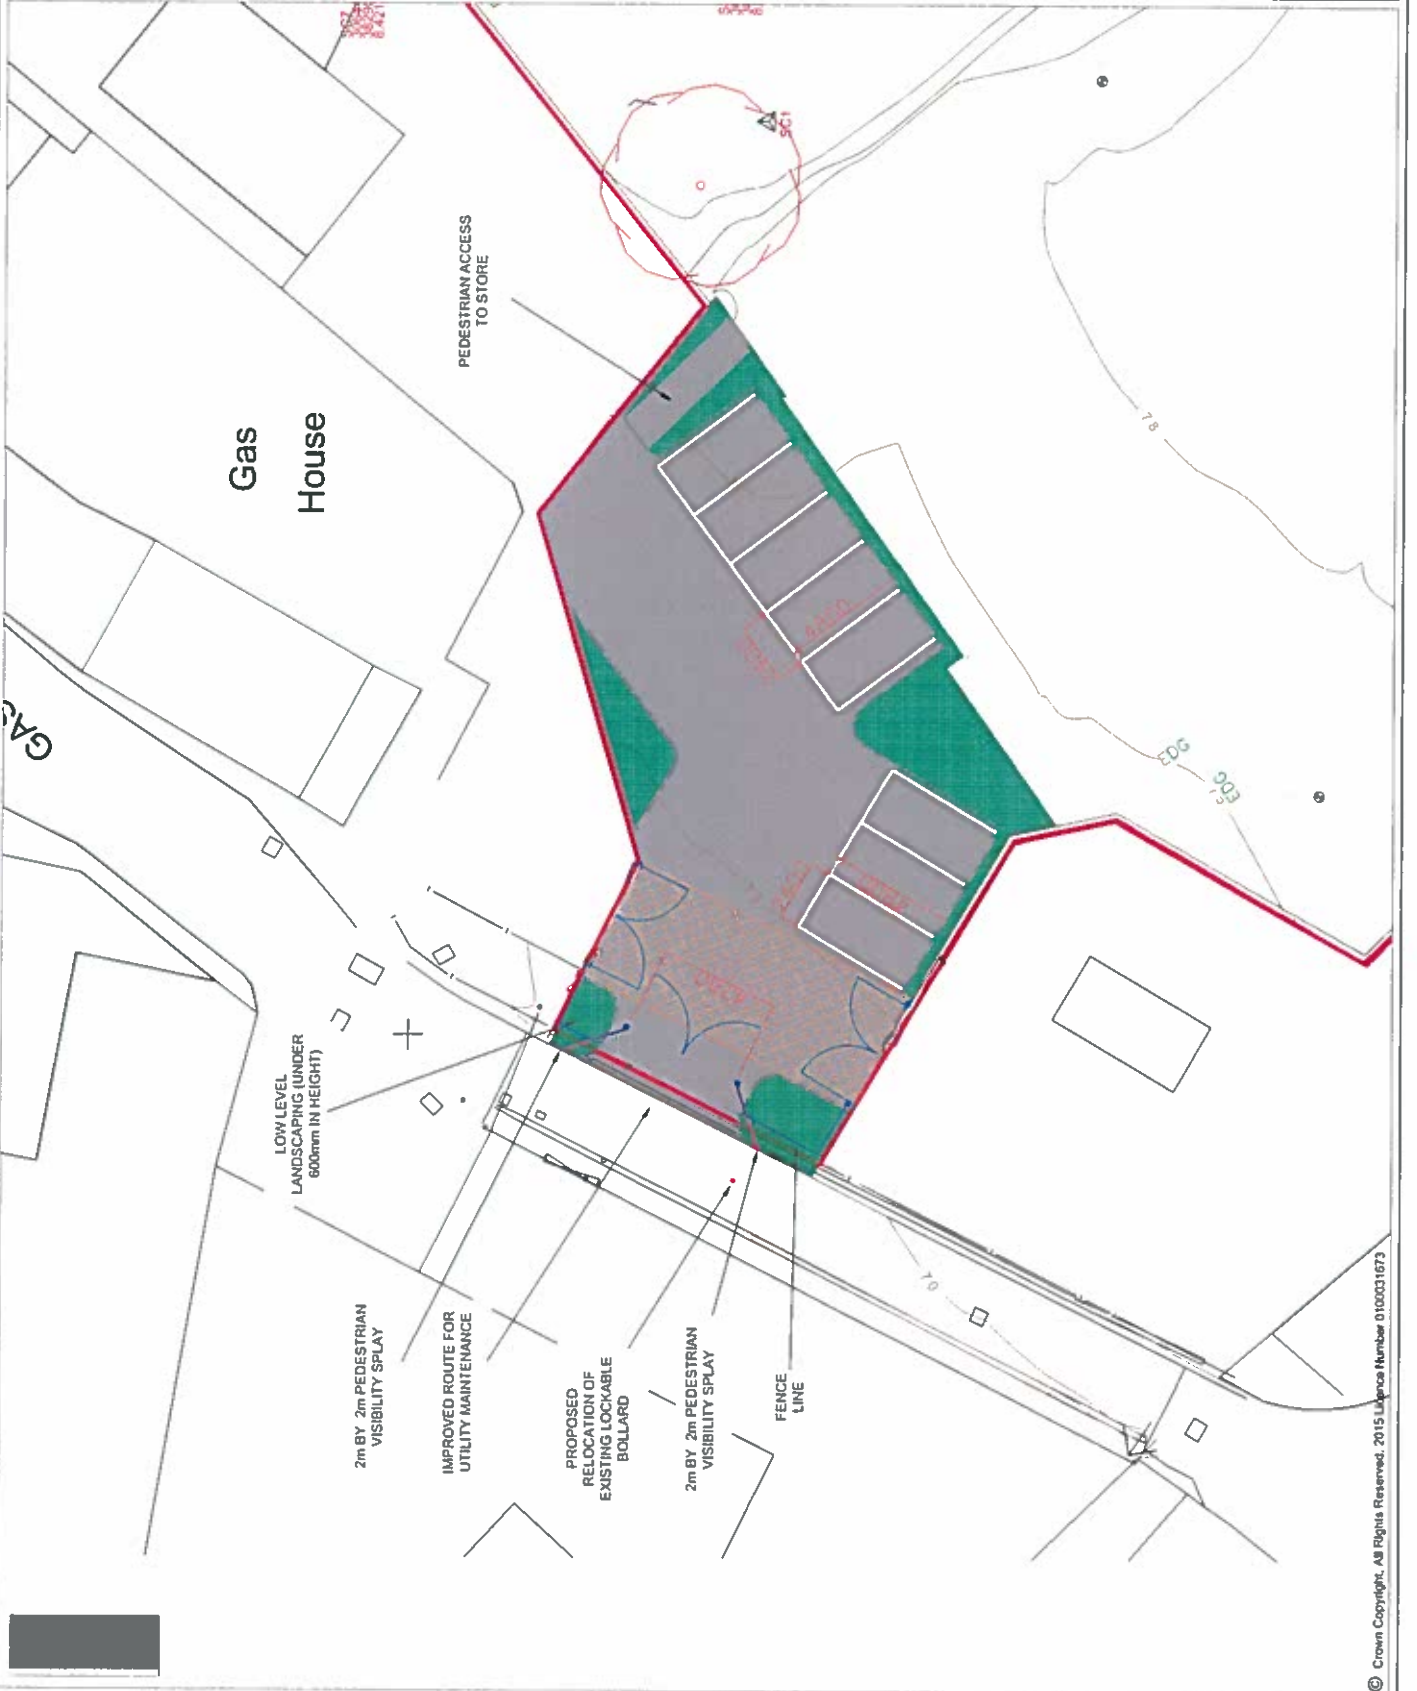 PEDESTRIAN ACCESS
TO STORE
Gas
House
GAS
SC1
78
EDG
EDG
LOW LEVEL
LANDSCAPING (UNDER
600mm IN HEIGHT)
2m BY 2m PEDESTRIAN
VISIBILITY SPLAY
IMPROVED ROUTE FOR
UTILITY MAINTENANCE
PROPOSED
RELOCATION OF
EXISTING LOCKABLE
BOLLARD
2m BY 2m PEDESTRIAN
VISIBILITY SPLAY
FENCE
LINE
70
© Crown Copyright, All Rights Reserved. 2015 Licence Number 0100031673